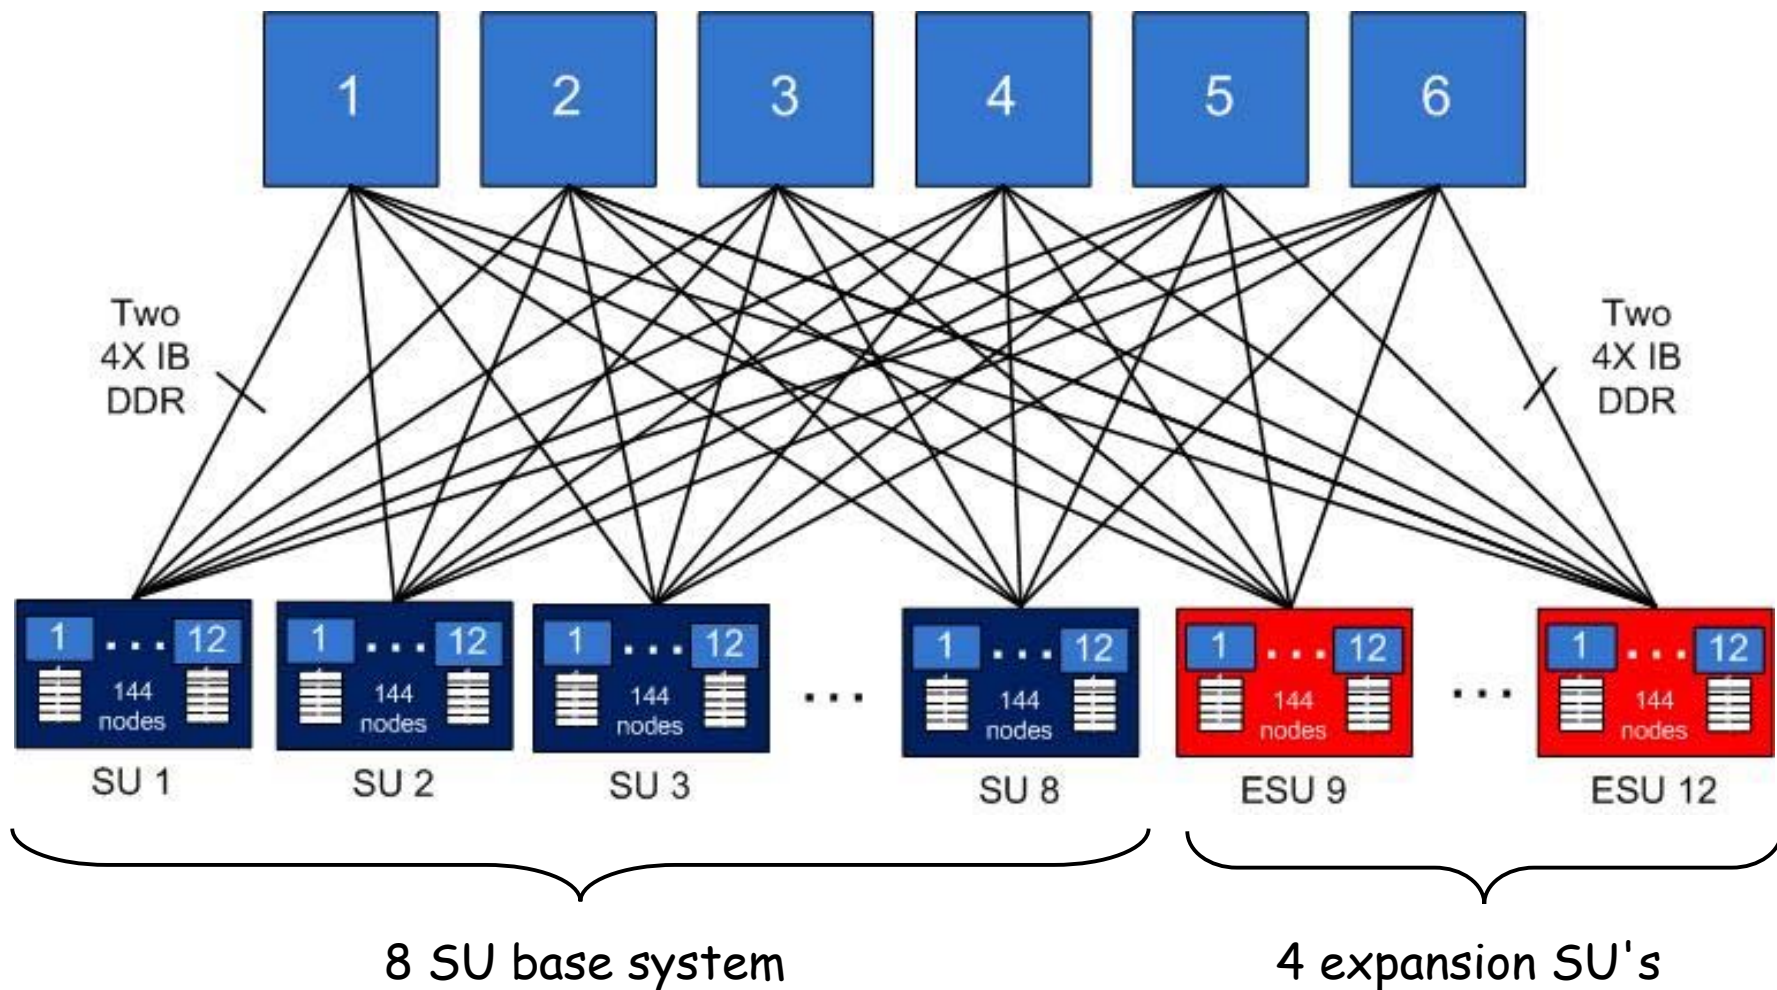 1 2 3 4 5 6
Two
4X IB
DDR
Two
4X IB
DDR
1 ... 12
144
nodes
SU 1
1 ... 12
144
nodes
SU 2
1 ... 12
144
nodes
SU 3
...
1 ... 12
144
nodes
SU 8
1 ... 12
144
nodes
ESU 9
...
1 ... 12
144
nodes
ESU 12
8 SU base system
4 expansion SU's